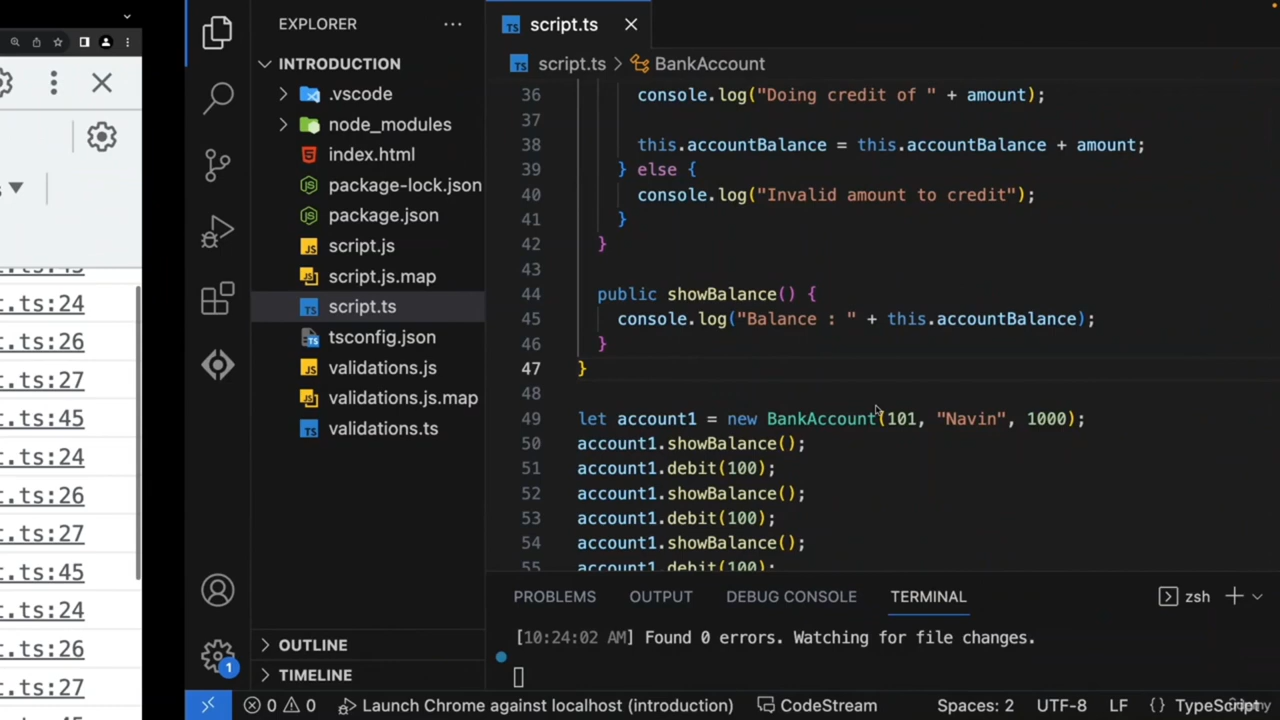 t.ts:24
t.ts:26
t.ts:27
t.ts:45
t.ts:24
t.ts:26
t.ts:27
t.ts:45
t.ts:24
t.ts:26
t.ts:27
EXPLORER
INTRODUCTION
.vscode
node_modules
index.html
package-lock.json
package.json
script.js
script.js.map
script.ts
tsconfig.json
validations.js
validations.js.map
validations.ts
OUTLINE
TIMELINE
1
TS script.ts
TS script.ts > BankAccount
36 console.log("Doing credit of " + amount);
37
38 this.accountBalance = this.accountBalance + amount;
39 } else {
40 console.log("Invalid amount to credit");
41 }
42 }
43
44 public showBalance() {
45 console.log("Balance : " + this.accountBalance);
46 }
47 }
48
49 let account1 = new BankAccount(101, "Navin", 1000);
50 account1.showBalance();
51 account1.debit(100);
52 account1.showBalance();
53 account1.debit(100);
54 account1.showBalance();
55 account1.debit(100);
PROBLEMS OUTPUT DEBUG CONSOLE TERMINAL zsh
[10:24:02 AM] Found 0 errors. Watching for file changes.
0 0 Launch Chrome against localhost (introduction) CodeStream Spaces: 2 UTF-8 LF {} TypeScript